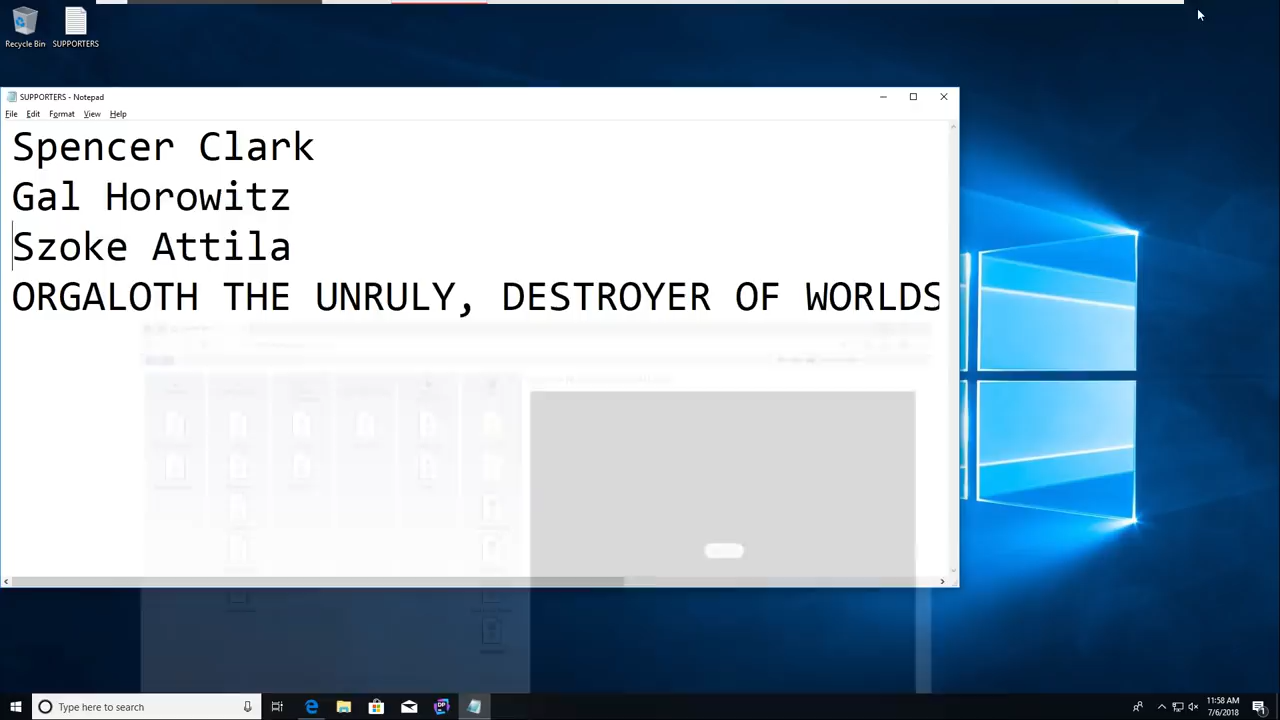 Recycle Bin
SUPPORTERS
SUPPORTERS - Notepad
File Edit Format View Help
Spencer Clark
Gal Horowitz
Szoke Attila
ORGALOTH THE UNRULY, DESTROYER OF WORLDS
Type here to search
11:58 AM
7/6/2018